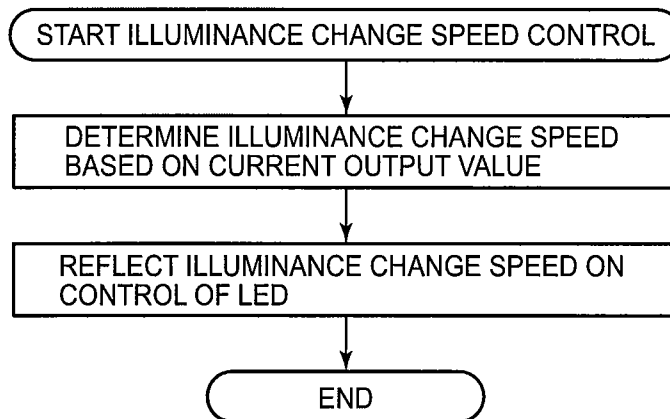 START ILLUMINANCE CHANGE SPEED CONTROL
DETERMINE ILLUMINANCE CHANGE SPEED
BASED ON CURRENT OUTPUT VALUE
REFLECT ILLUMINANCE CHANGE SPEED ON
CONTROL OF LED
END